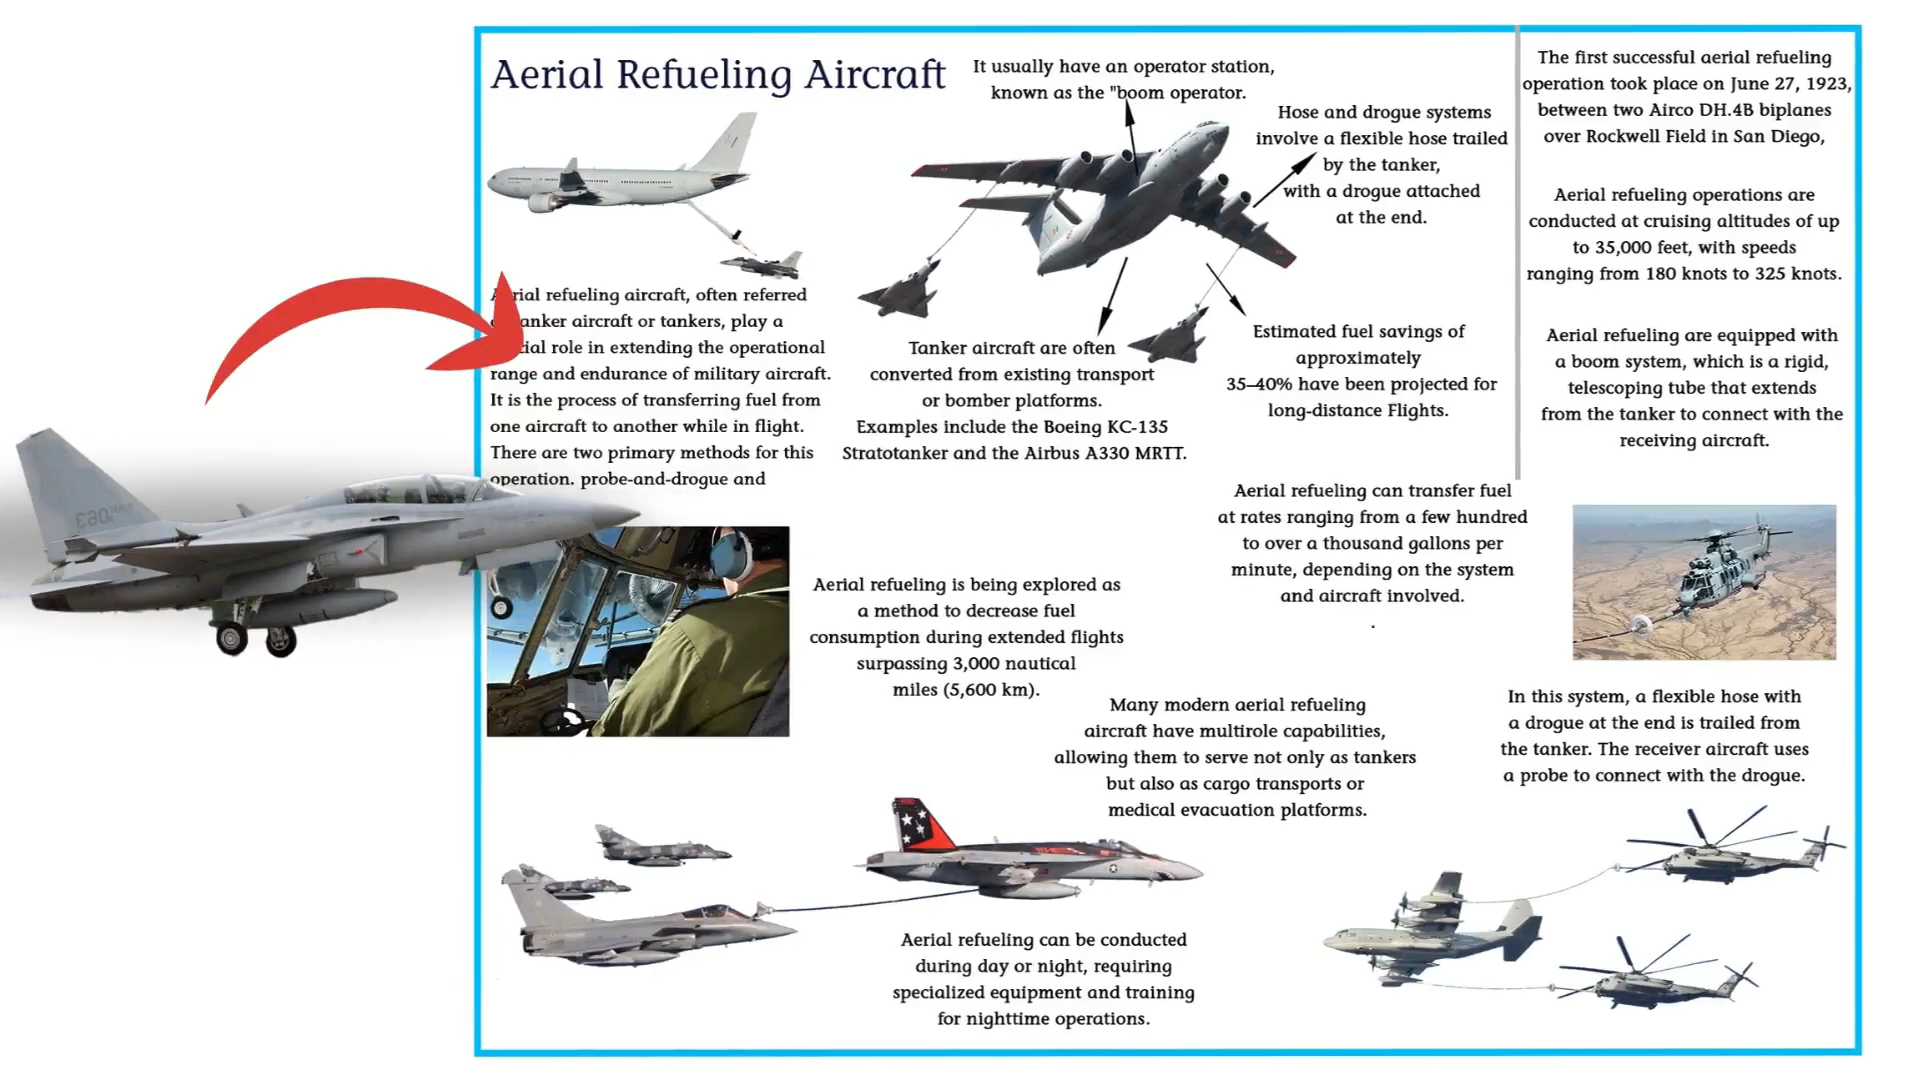 Aerial Refueling Aircraft
rial refueling aircraft, often referred
anker aircraft or tankers, play a
cial role in extending the operational
range and endurance of military aircraft.
It is the process of transferring fuel from
one aircraft to another while in flight.
There are two primary methods for this
operation. probe-and-drogue and
It usually have an operator station,
known as the "boom operator.
Hose and drogue systems
involve a flexible hose trailed
by the tanker,
with a drogue attached
at the end.
Tanker aircraft are often
converted from existing transport
or bomber platforms.
Examples include the Boeing KC-135
Stratotanker and the Airbus A330 MRTT.
Estimated fuel savings of
approximately
35–40% have been projected for
long-distance Flights.
The first successful aerial refueling
operation took place on June 27, 1923,
between two Airco DH.4B biplanes
over Rockwell Field in San Diego,
Aerial refueling operations are
conducted at cruising altitudes of up
to 35,000 feet, with speeds
ranging from 180 knots to 325 knots.
Aerial refueling are equipped with
a boom system, which is a rigid,
telescoping tube that extends
from the tanker to connect with the
receiving aircraft.
Aerial refueling can transfer fuel
at rates ranging from a few hundred
to over a thousand gallons per
minute, depending on the system
and aircraft involved.
.
Aerial refueling is being explored as
a method to decrease fuel
consumption during extended flights
surpassing 3,000 nautical
miles (5,600 km).
Many modern aerial refueling
aircraft have multirole capabilities,
allowing them to serve not only as tankers
but also as cargo transports or
medical evacuation platforms.
In this system, a flexible hose with
a drogue at the end is trailed from
the tanker. The receiver aircraft uses
a probe to connect with the drogue.
Aerial refueling can be conducted
during day or night, requiring
specialized equipment and training
for nighttime operations.